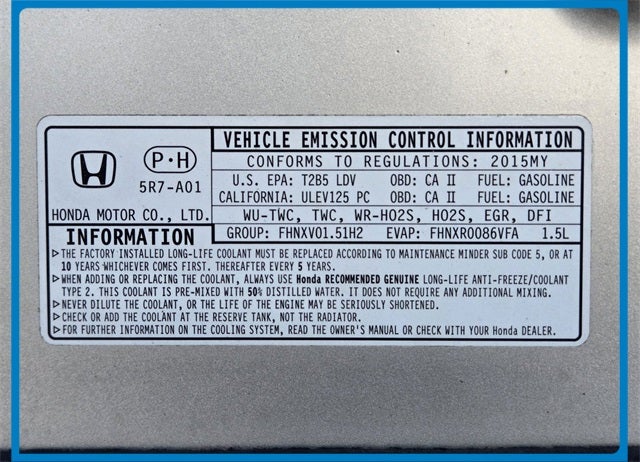 VEHICLE EMISSION CONTROL INFORMATION
P·H
CONFORMS TO REGULATIONS: 2015MY
5R7-A01
U.S. EPA: T2B5 LDV OBD: CA II FUEL: GASOLINE
CALIFORNIA: ULEV125 PC OBD: CA II FUEL: GASOLINE
HONDA MOTOR CO., LTD.
WU-TWC, TWC, WR-HO2S, HO2S, EGR, DFI
INFORMATION
GROUP: FHNXV01.51H2 EVAP: FHNXR0086VFA 1.5L
▷THE FACTORY INSTALLED LONG-LIFE COOLANT MUST BE REPLACED ACCORDING TO MAINTENANCE MINDER SUB CODE 5, OR AT
10 YEARS WHICHEVER COMES FIRST. THEREAFTER EVERY 5 YEARS.
▷WHEN ADDING OR REPLACING THE COOLANT, ALWAYS USE Honda RECOMMENDED GENUINE LONG-LIFE ANTI-FREEZE/COOLANT
TYPE 2. THIS COOLANT IS PRE-MIXED WITH 50% DISTILLED WATER. IT DOES NOT REQUIRE ANY ADDITIONAL MIXING.
▷NEVER DILUTE THE COOLANT, OR THE LIFE OF THE ENGINE MAY BE SERIOUSLY SHORTENED.
▷CHECK OR ADD THE COOLANT AT THE RESERVE TANK, NOT THE RADIATOR.
▷FOR FURTHER INFORMATION ON THE COOLING SYSTEM, READ THE OWNER'S MANUAL OR CHECK WITH YOUR Honda DEALER.